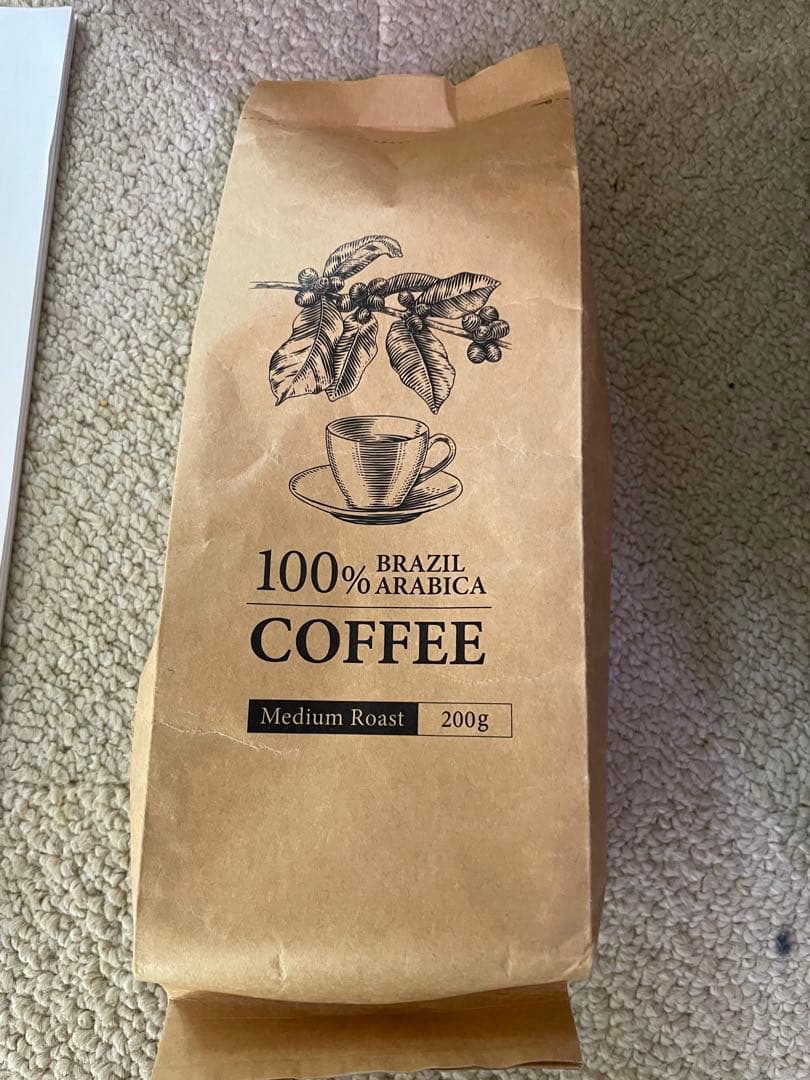 100% BRAZIL
ARABICA
COFFEE
Medium Roast 200g